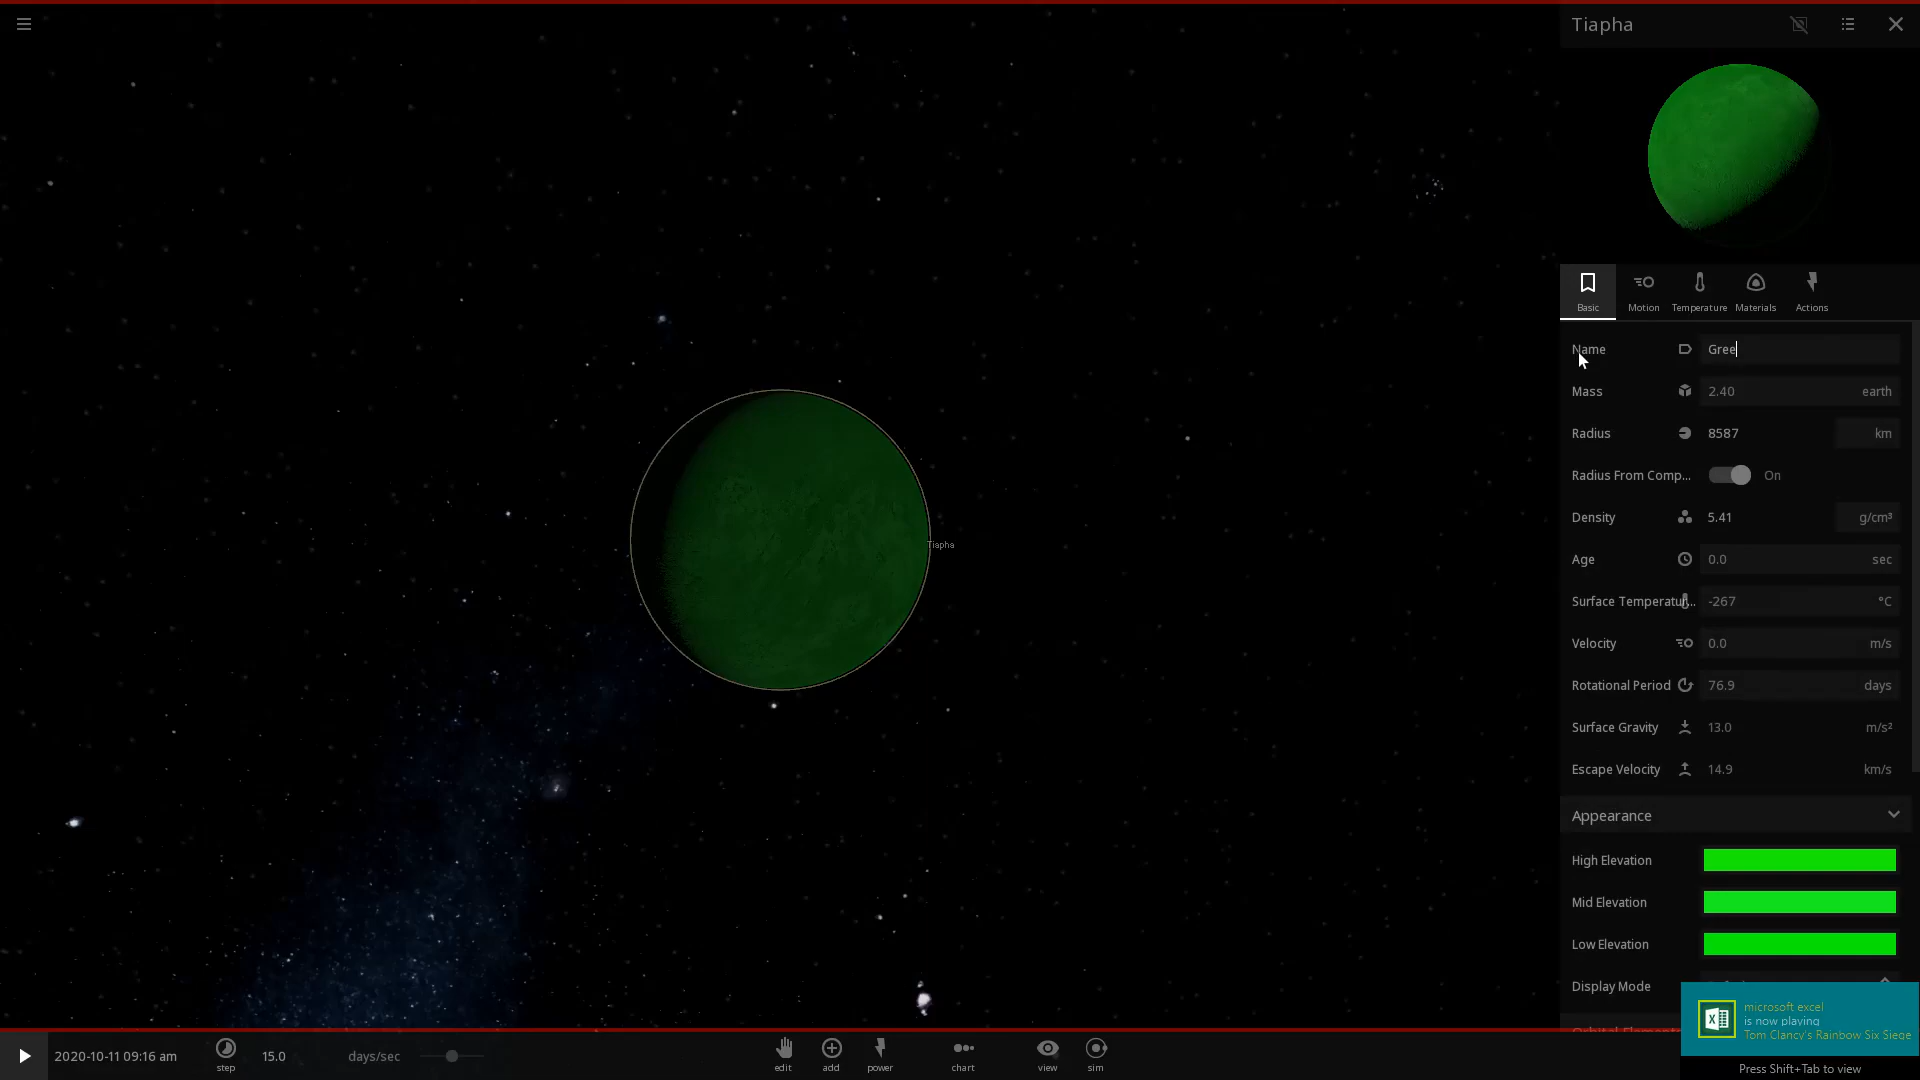 Tiapha
Basic
Motion
Temperature
Materials
Actions
Name
Gree
Mass
2.40
earth
Radius
8587
km
Radius From Comp...
On
Density
5.41
g/cm³
Age
0.0
sec
Surface Temperatur...
-267
°C
Velocity
0.0
m/s
Rotational Period
76.9
days
Surface Gravity
13.0
m/s²
Escape Velocity
14.9
km/s
Appearance
High Elevation
Mid Elevation
Low Elevation
Display Mode
Orbital Elements
Tiapha
microsoft excel
is now playing
Tom Clancy's Rainbow Six Siege
Press Shift+Tab to view
2020-10-11 09:16 am
step
15.0
days/sec
edit
add
power
chart
view
sim